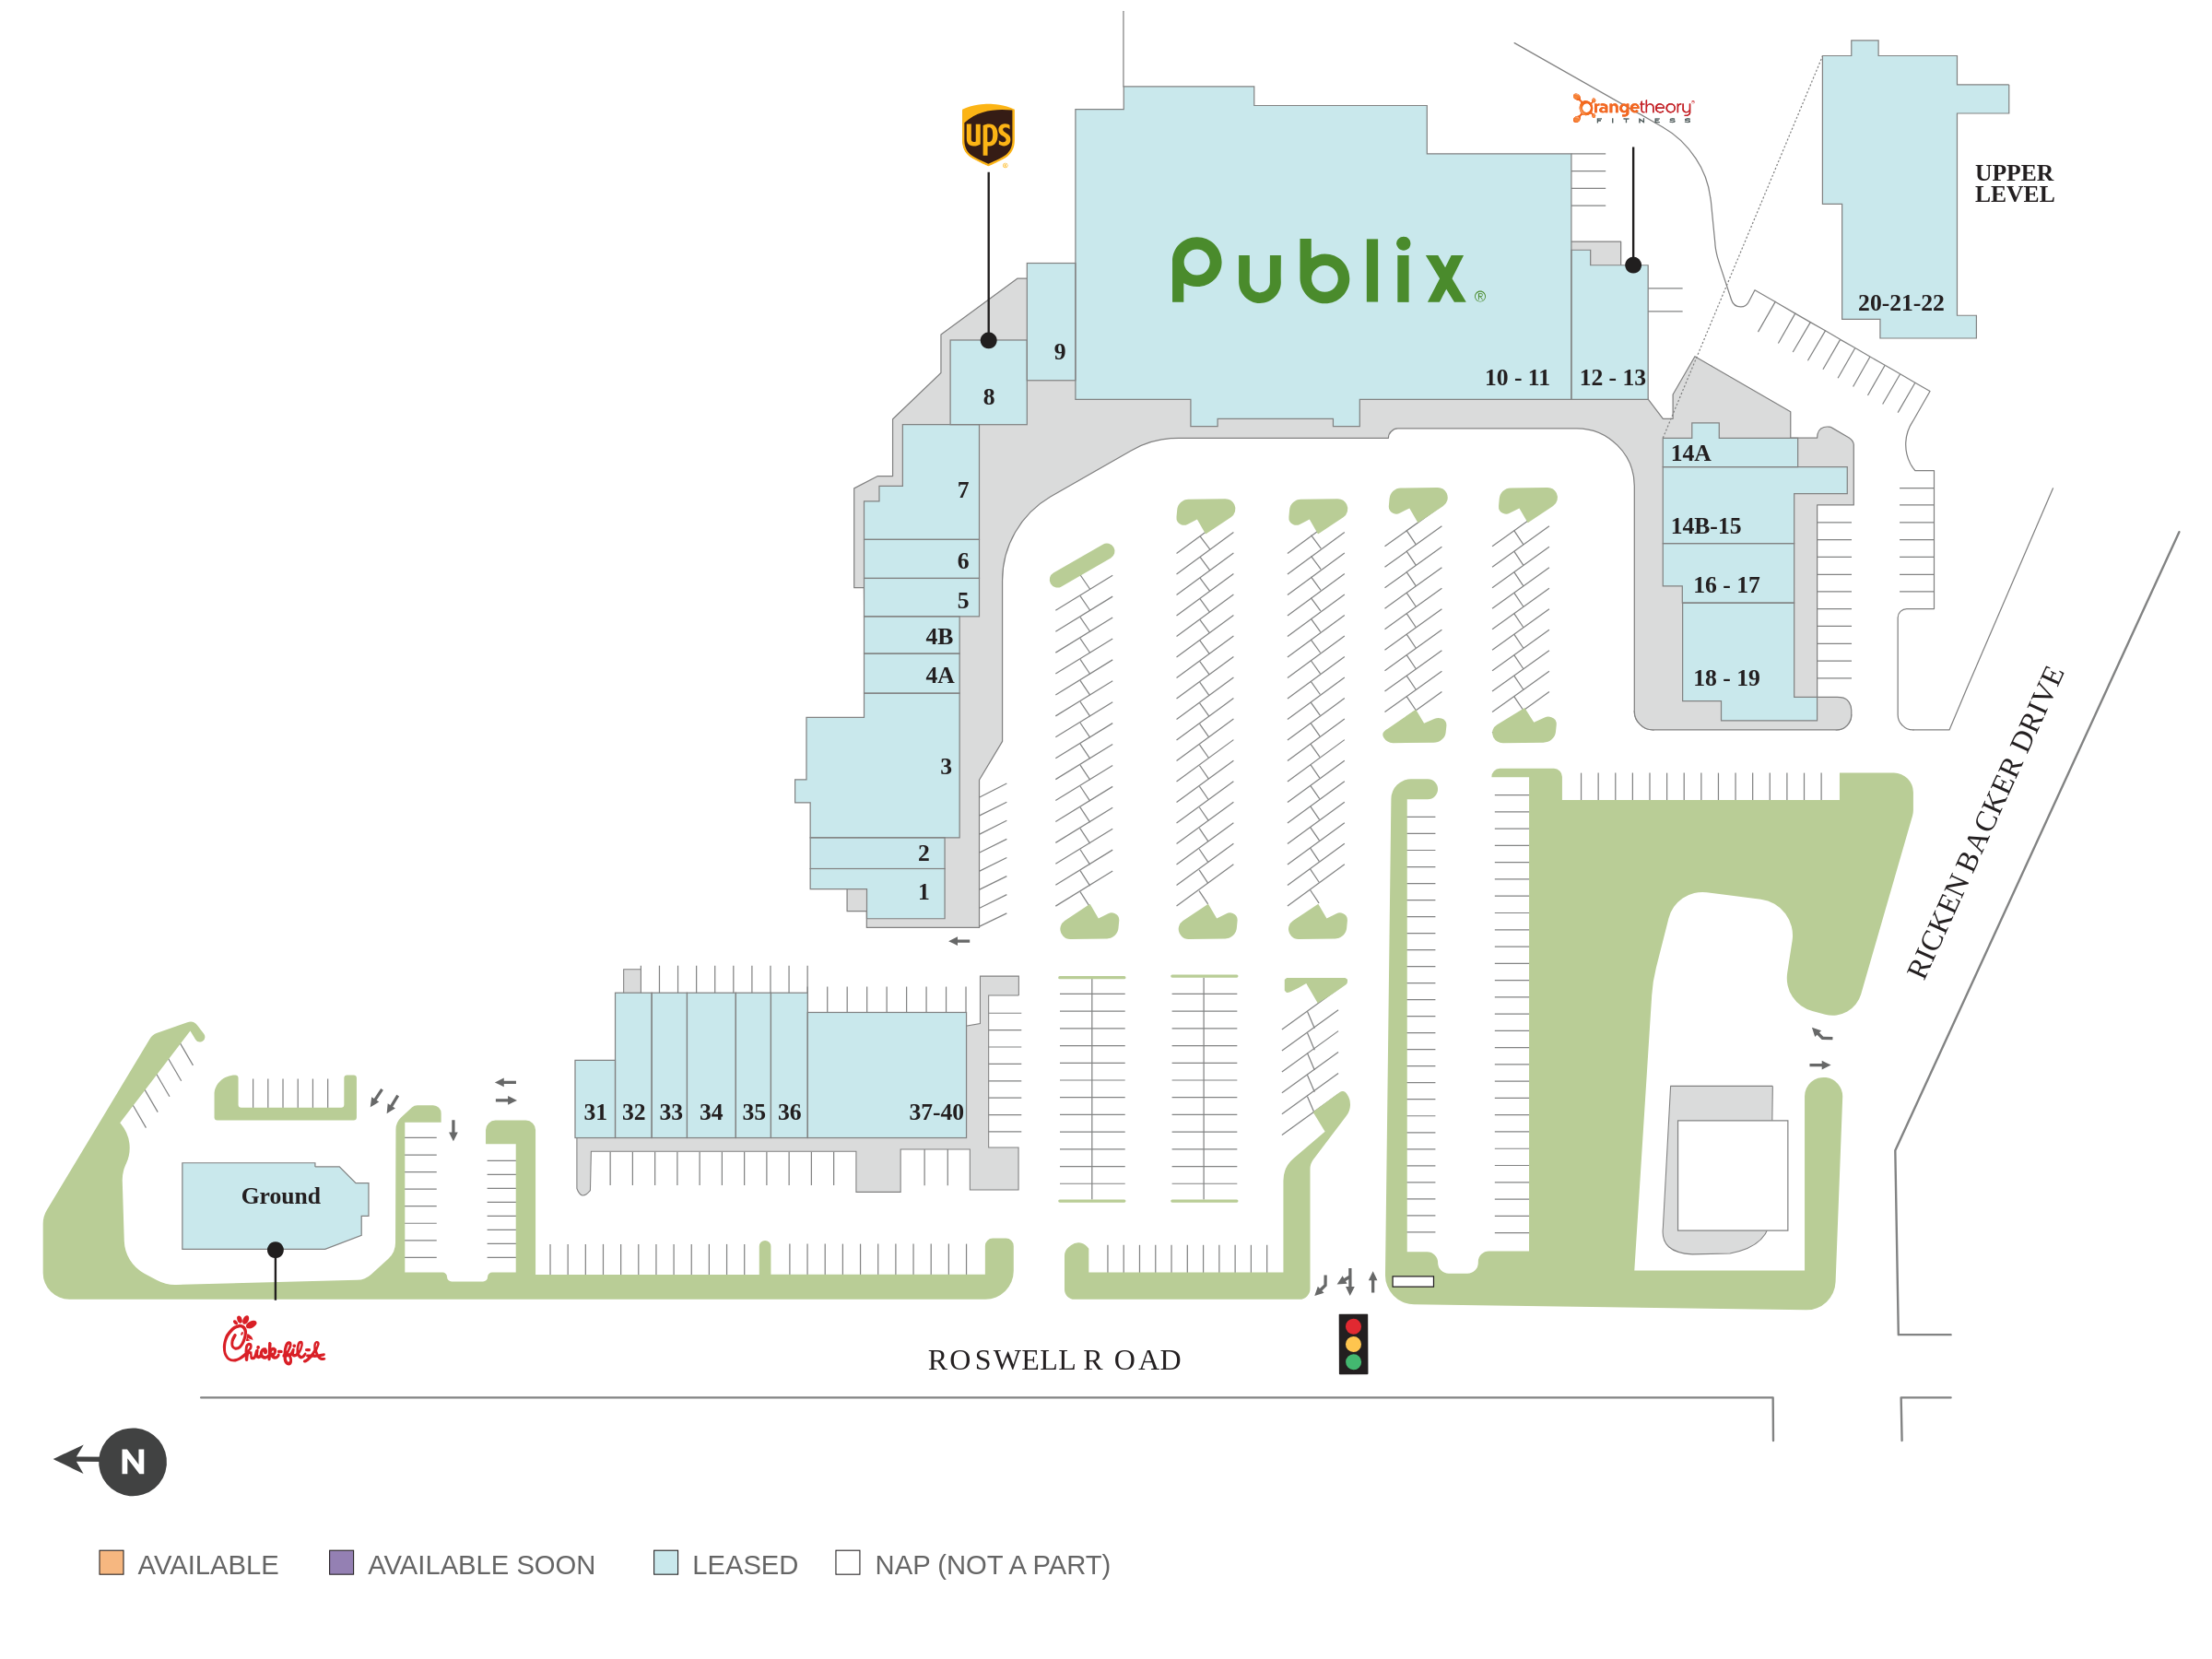 ups
orangetheory
FITNESS
UPPER
LEVEL
Publix®
20-21-22
9
10 - 11
12 - 13
8
14A
7
14B-15
6
16 - 17
5
4B
4A
18 - 19
3
2
1
RICKENBACKER DRIVE
31
32
33
34
35
36
37-40
Ground
Chick-fil-A
ROSWELL R OAD
N
AVAILABLE
AVAILABLE SOON
LEASED
NAP (NOT A PART)